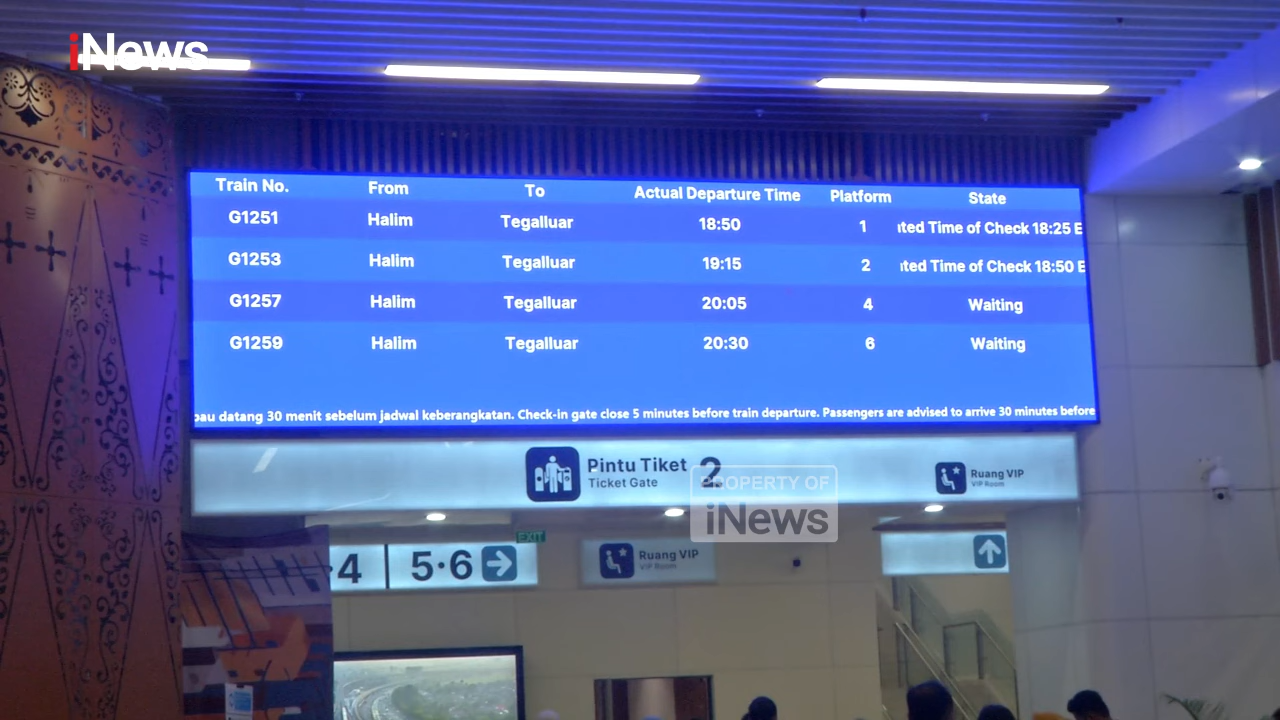 iNews
Train No. From To Actual Departure Time Platform State
G1251 Halim Tegalluar 18:50 1 ted Time of Check 18:25 E
G1253 Halim Tegalluar 19:15 2 ted Time of Check 18:50 E
G1257 Halim Tegalluar 20:05 4 Waiting
G1259 Halim Tegalluar 20:30 6 Waiting
bau datang 30 menit sebelum jadwal keberangkatan. Check-in gate close 5 minutes before train departure. Passengers are advised to arrive 30 minutes before
Pintu Tiket 2
Ticket Gate
Ruang VIP
VIP Room
PROPERTY OF
iNews
EXIT
·4 5·6
Ruang VIP
VIP Room